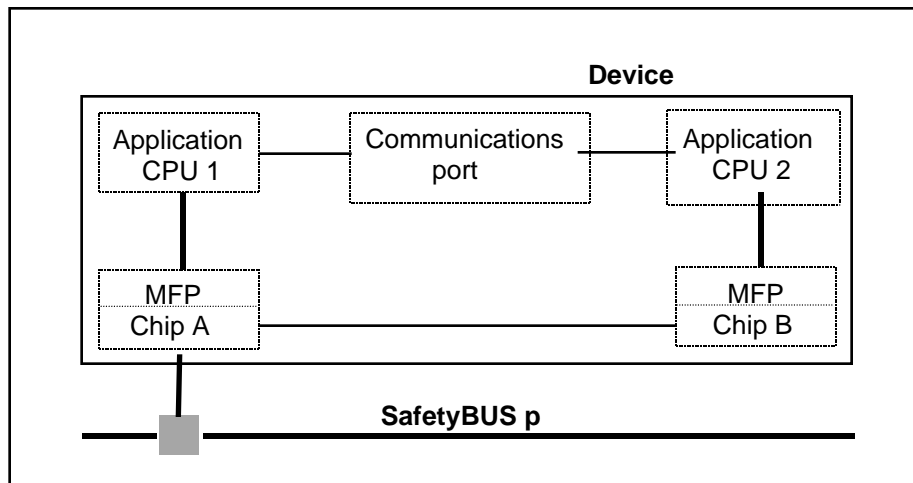 Device
Application
CPU 1
Communications
port
Application
CPU 2
MFP
Chip A
MFP
Chip B
SafetyBUS p